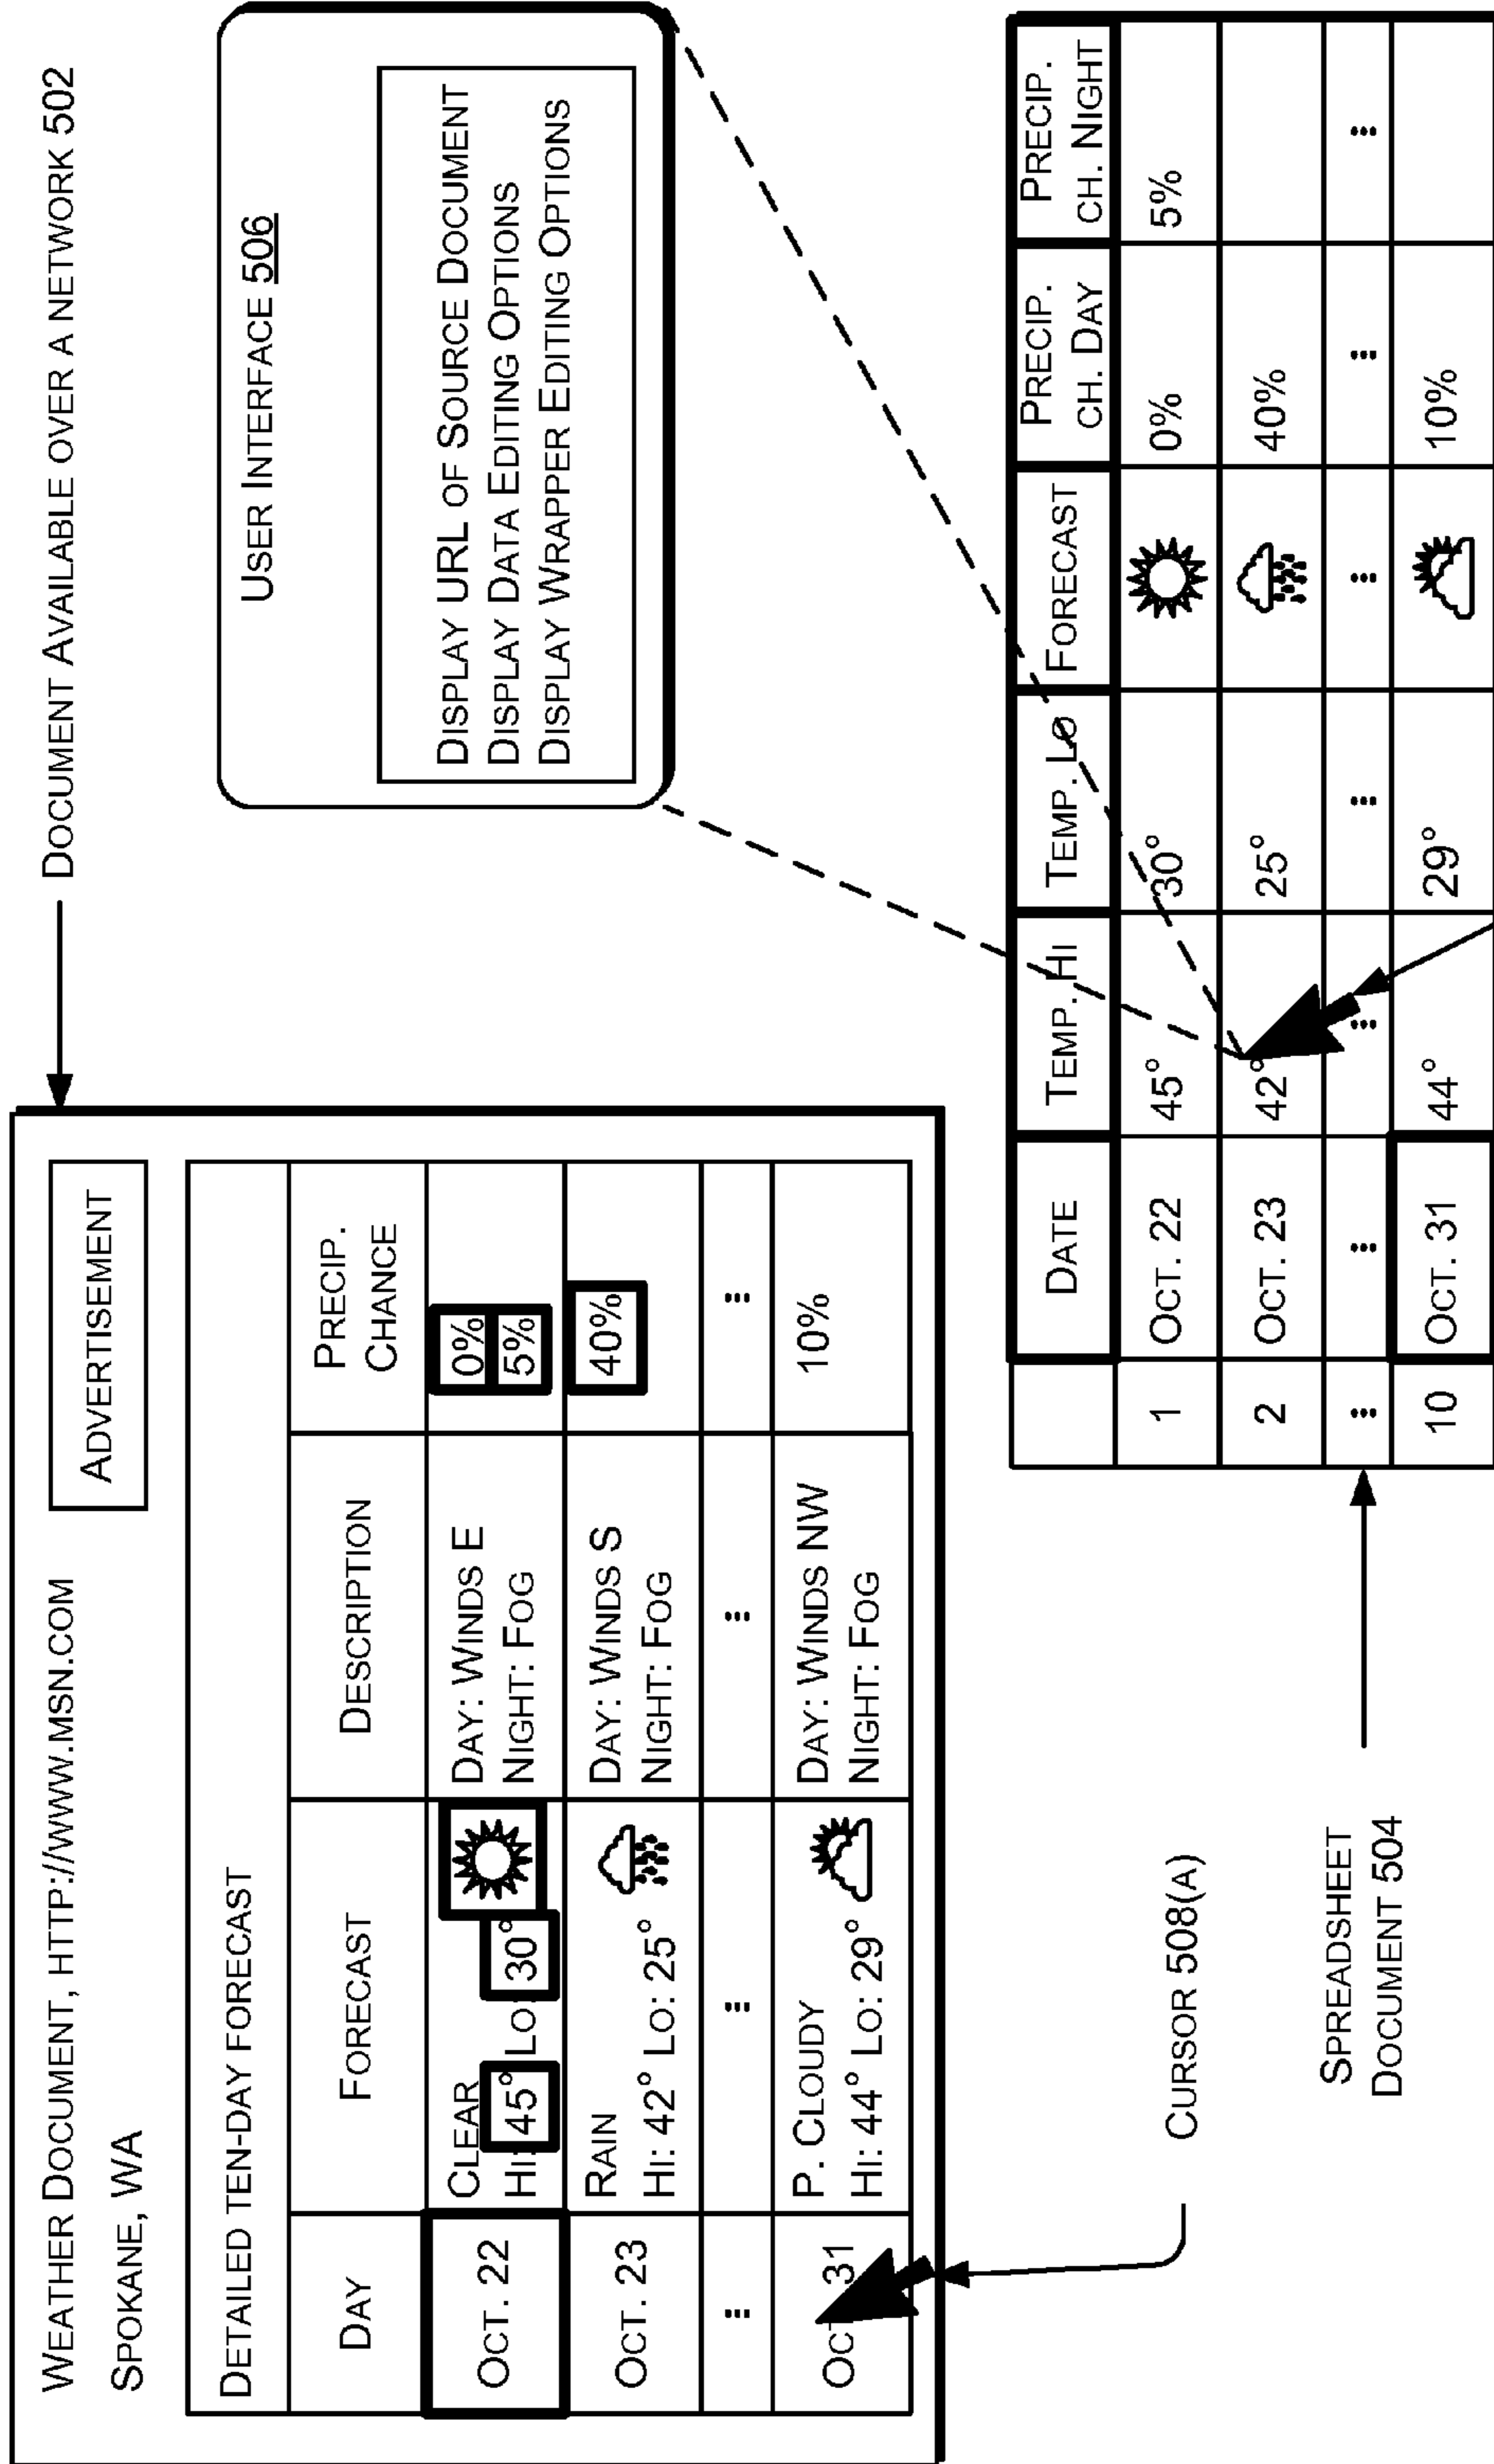 WEATHER DOCUMENT, HTTP://WWW.MSN.COM
SPOKANE, WA
ADVERTISEMENT
DOCUMENT AVAILABLE OVER A NETWORK 502
DETAILED TEN-DAY FORECAST
DAY
FORECAST
DESCRIPTION
PRECIP. CHANCE
OCT. 22
CLEAR
HI: 45° LO 30°
DAY: WINDS E
NIGHT: FOG
0%
5%
OCT. 23
RAIN
HI: 42° LO: 25°
DAY: WINDS S
NIGHT: FOG
40%
⋮ ⋮ ⋮ ⋮
OCT 31
P. CLOUDY
HI: 44° LO: 29°
DAY: WINDS NW
NIGHT: FOG
10%
USER INTERFACE 506
DISPLAY URL OF SOURCE DOCUMENT
DISPLAY DATA EDITING OPTIONS
DISPLAY WRAPPER EDITING OPTIONS
CURSOR 508(A)
SPREADSHEET
DOCUMENT 504
DATE
TEMP. HI
TEMP. LO
FORECAST
PRECIP. CH. DAY
PRECIP. CH. NIGHT
1 OCT. 22 45° 30° 0% 5%
2 OCT. 23 42° 25° 40%
⋮ ⋮ ⋮ ⋮ ⋮ ⋮ ⋮
10 OCT. 31 44° 29° 10%